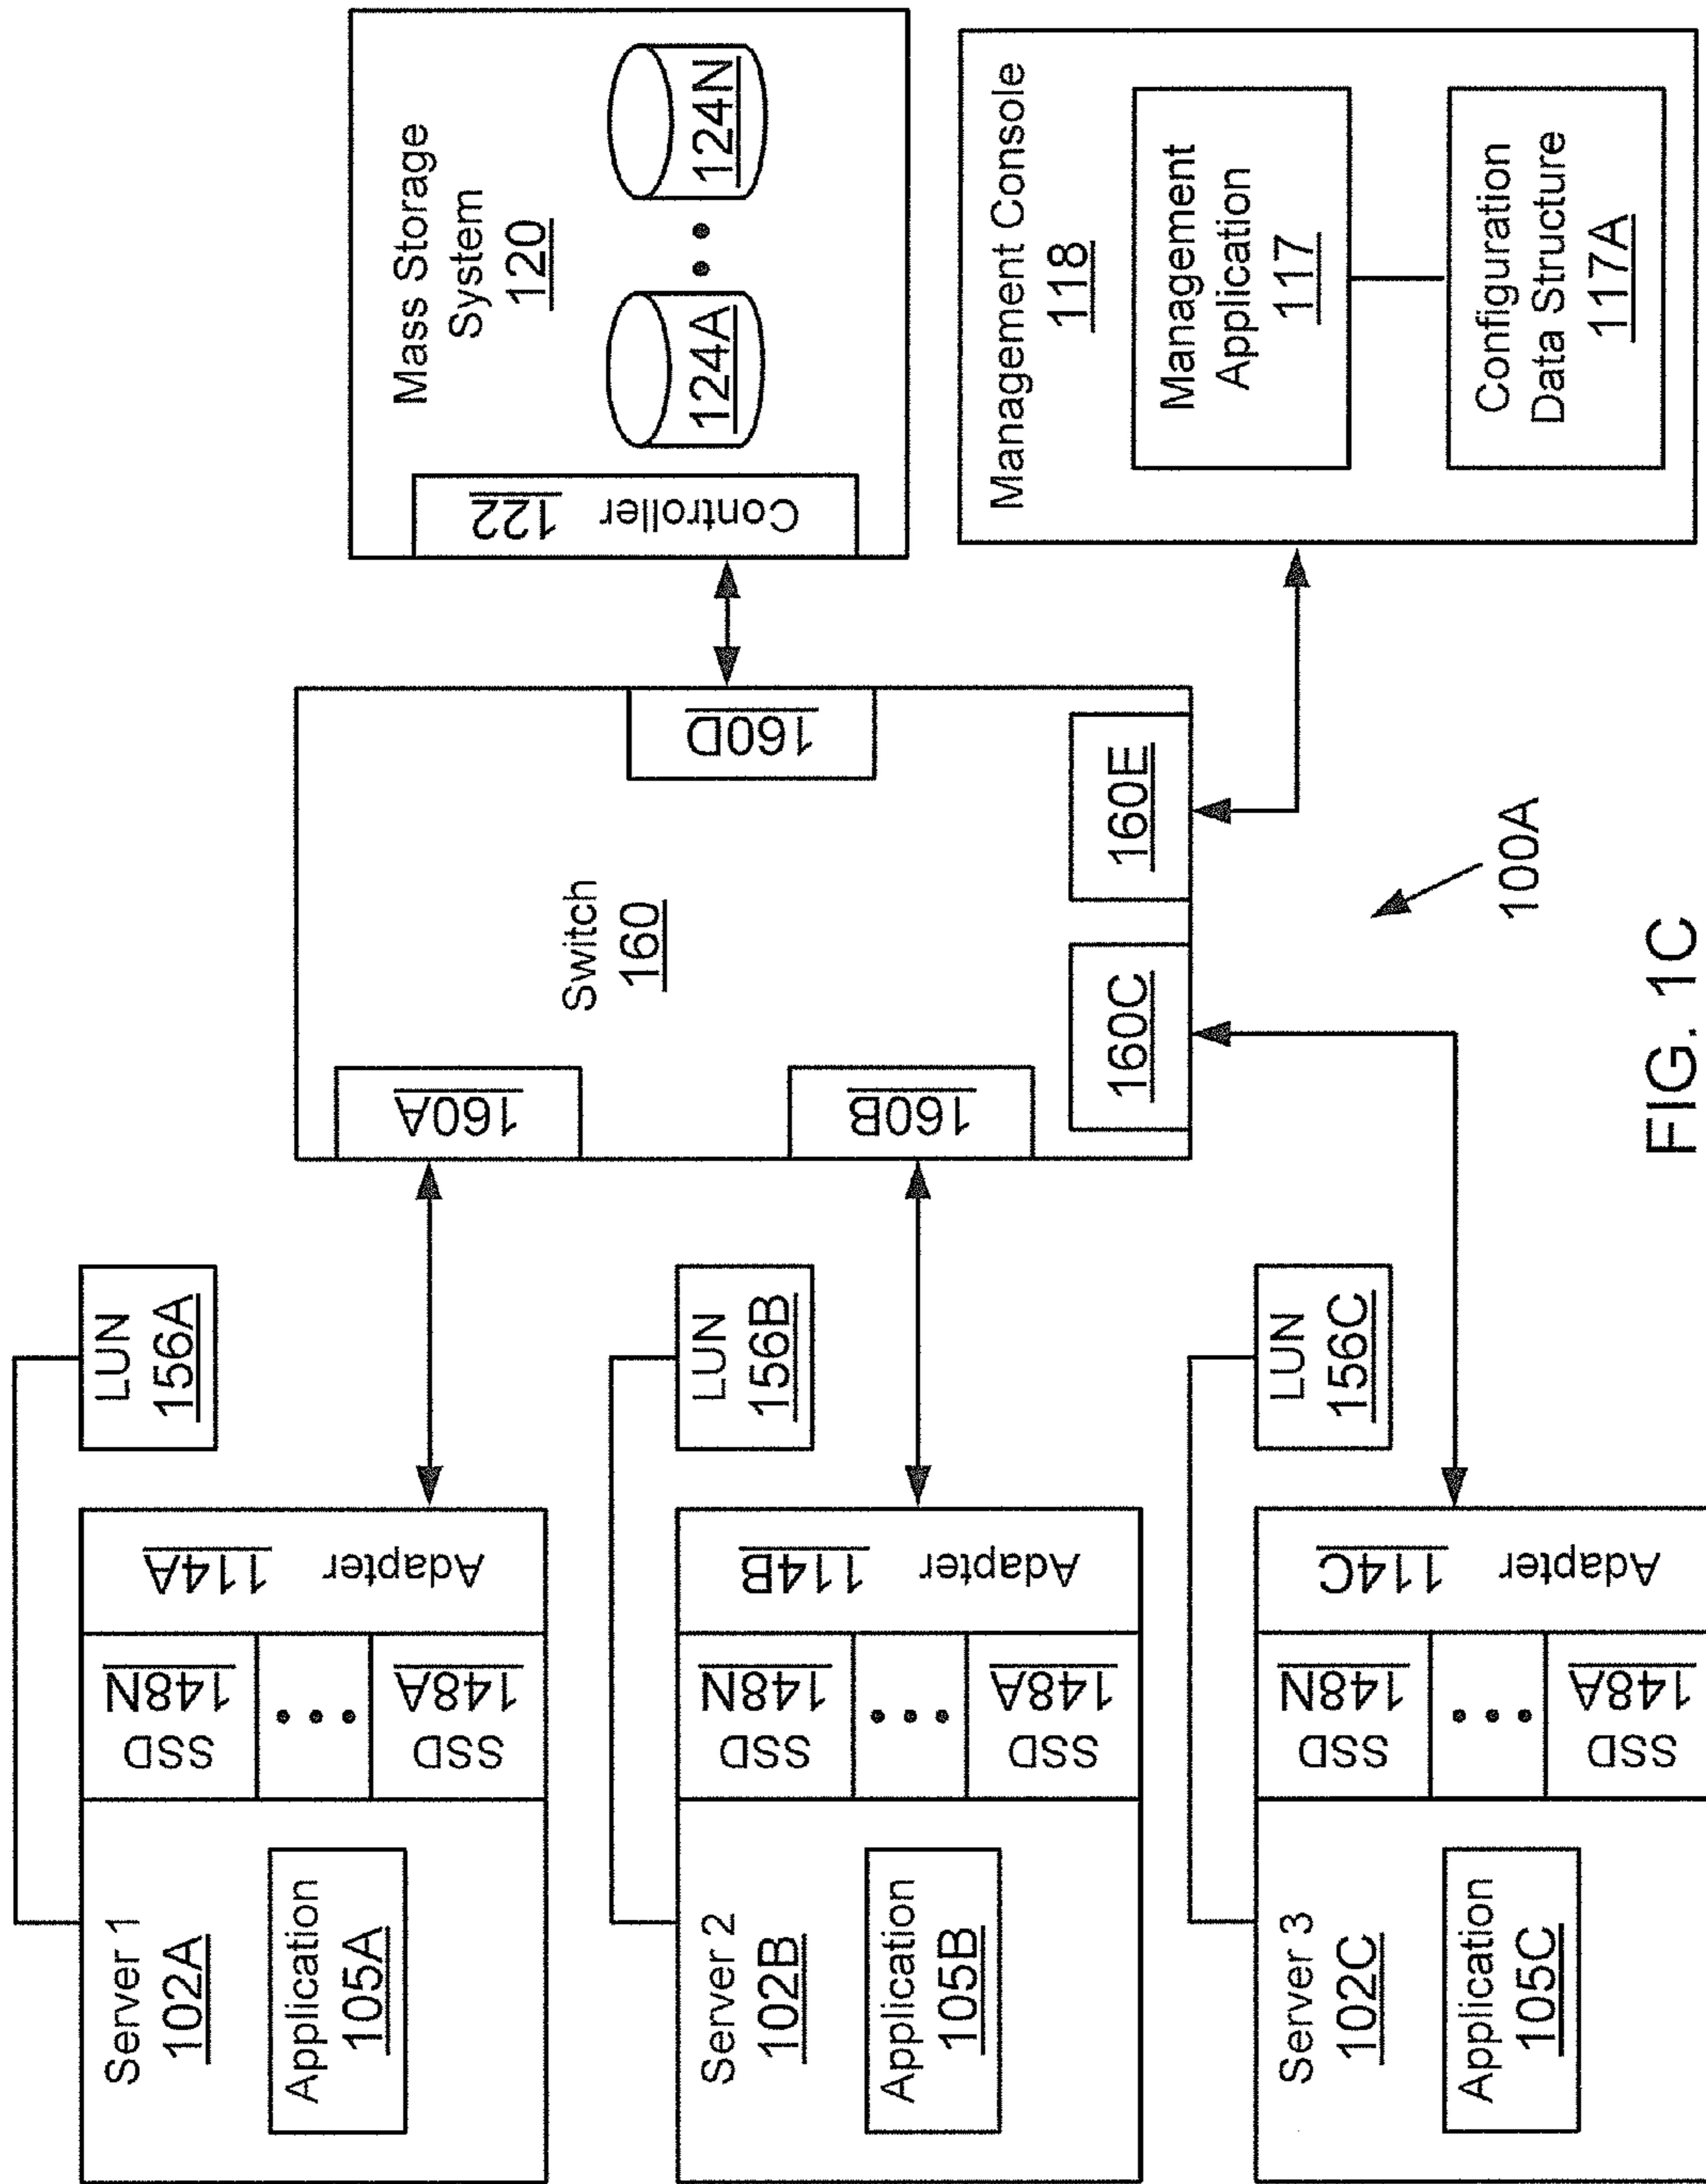 Server 1
102A
Application
105A
SSD
148N
SSD
148A
Adapter 114A
LUN
156A
Server 2
102B
Application
105B
SSD
148N
SSD
148A
Adapter 114B
LUN
156B
Server 3
102C
Application
105C
SSD
148N
SSD
148A
Adapter 114C
LUN
156C
Switch
160
160A
160B
160C
160D
160E
Mass Storage
System
120
Controller 122
124A
124N
Management Console
118
Management
Application
117
Configuration
Data Structure
117A
100A
FIG. 1C